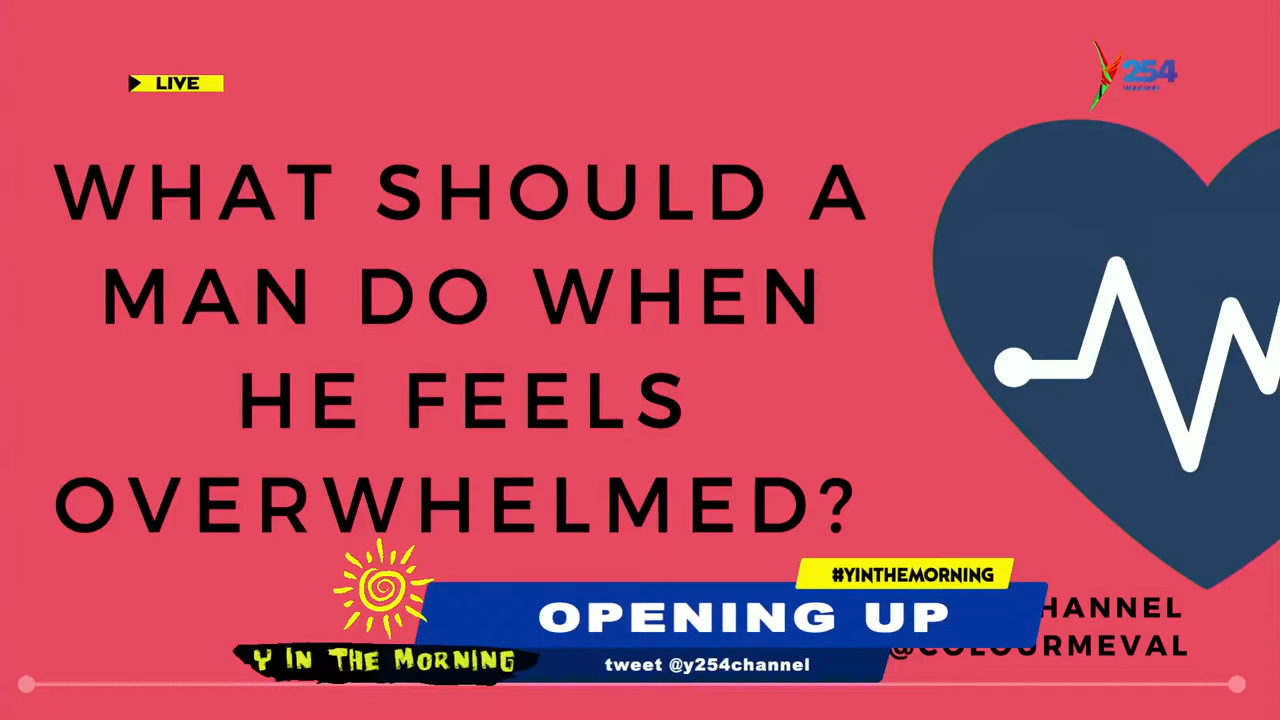 LIVE
254
WHAT SHOULD A
MAN DO WHEN
HE FEELS
OVERWHELMED?
#YINTHEMORNING
OPENING UP
HANNEL
@COLOURMEVAL
Y IN THE MORNING
tweet @y254channel